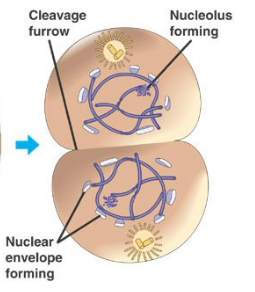 Cleavage
furrow
Nucleolus
forming
Nuclear
envelope
forming